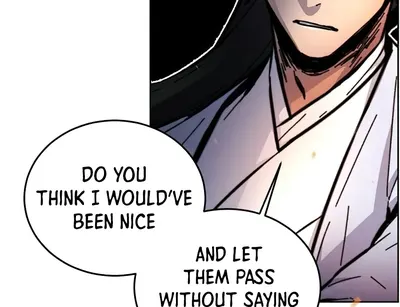 DO YOU
THINK I WOULD'VE
BEEN NICE
AND LET
THEM PASS
WITHOUT SAYING